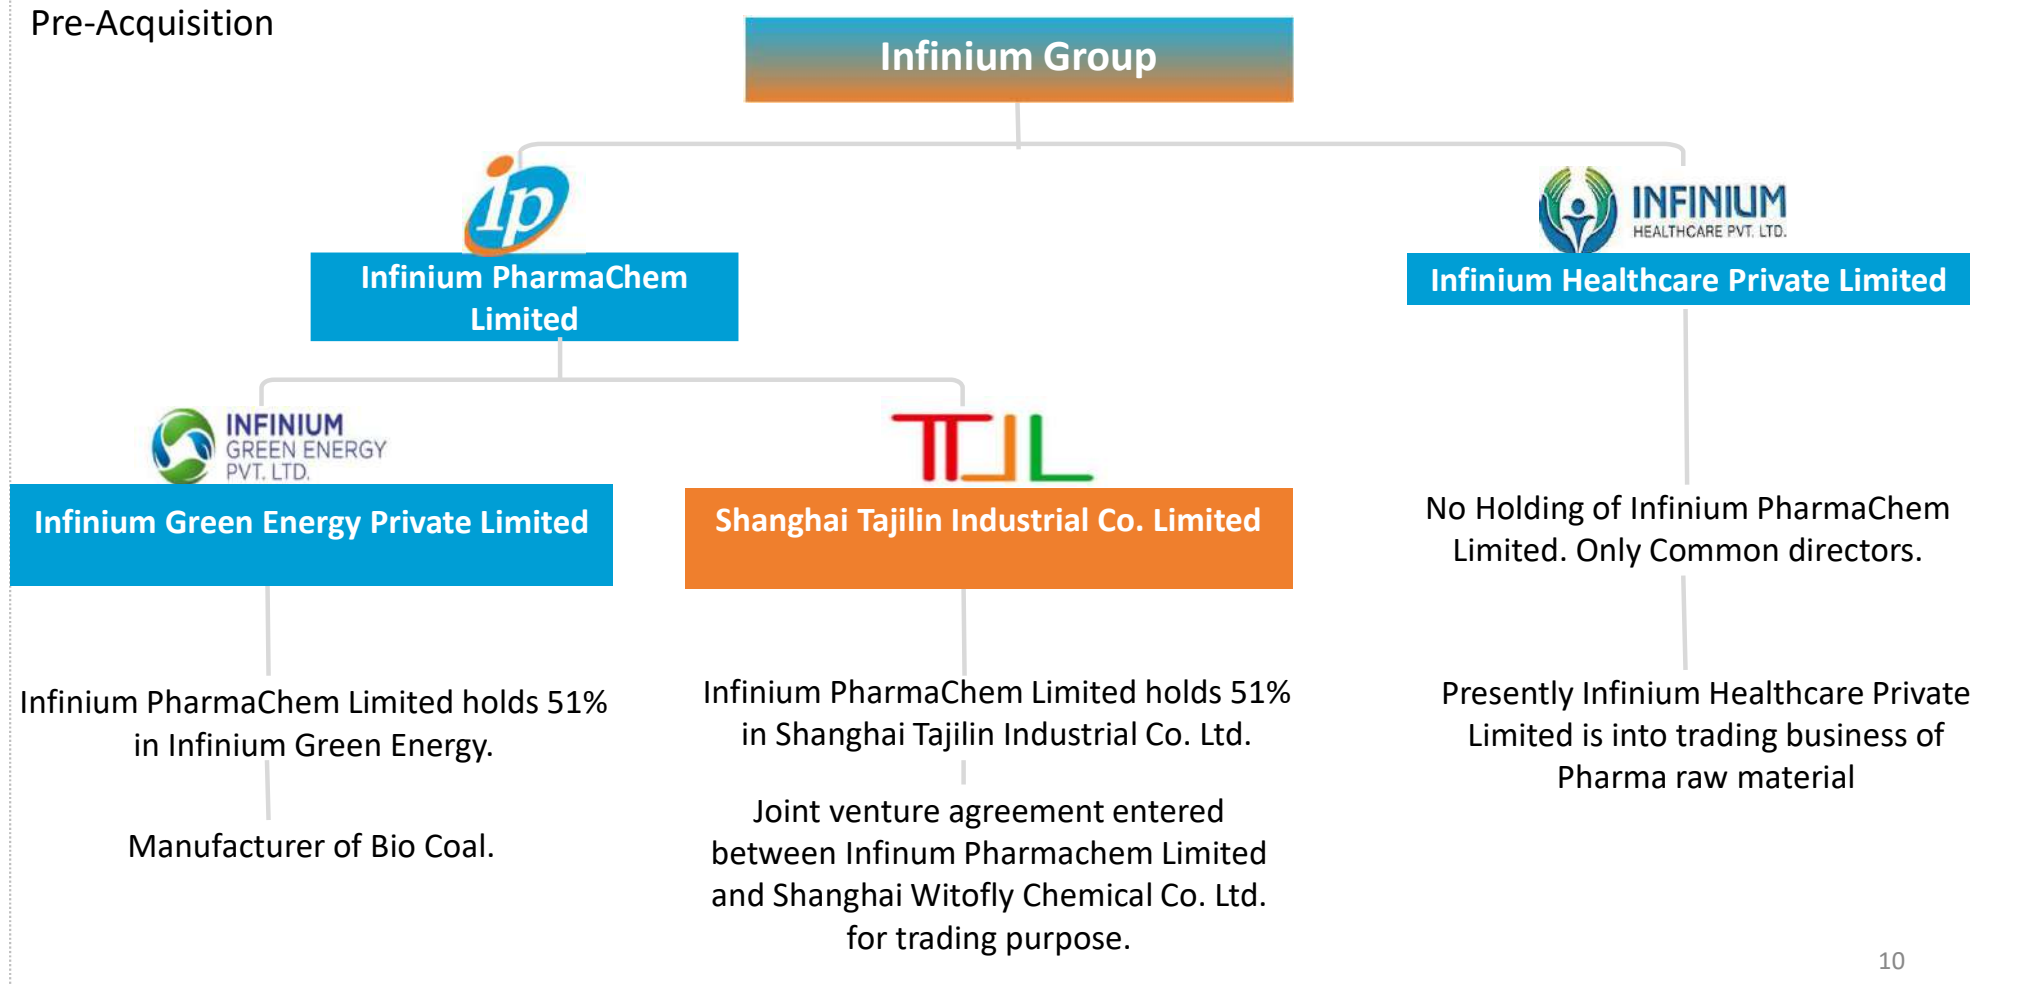 Pre-Acquisition
Infinium Group
ip
Infinium PharmaChem
Limited
INFINIUM
HEALTHCARE PVT. LTD.
Infinium Healthcare Private Limited
INFINIUM
GREEN ENERGY
PVT. LTD.
Infinium Green Energy Private Limited
TJL
Shanghai Tajilin Industrial Co. Limited
No Holding of Infinium PharmaChem
Limited. Only Common directors.
Infinium PharmaChem Limited holds 51%
in Infinium Green Energy.
Manufacturer of Bio Coal.
Infinium PharmaChem Limited holds 51%
in Shanghai Tajilin Industrial Co. Ltd.
Joint venture agreement entered
between Infinum Pharmachem Limited
and Shanghai Witofly Chemical Co. Ltd.
for trading purpose.
Presently Infinium Healthcare Private
Limited is into trading business of
Pharma raw material
10